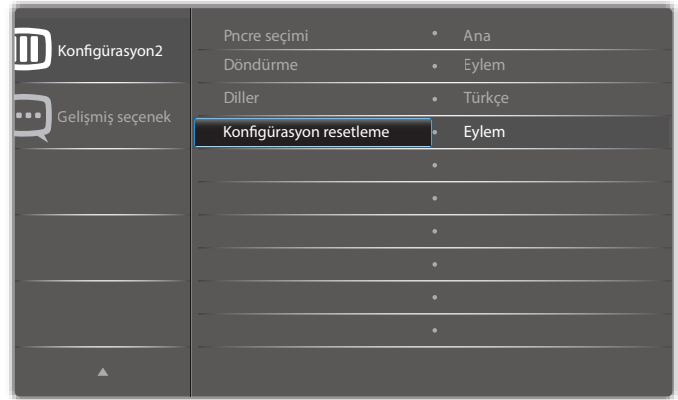 Konfigürasyon2
Gelişmiş seçenek
Pncre seçimi Ana
Döndürme Eylem
Diller Türkçe
Konfigürasyon resetleme Eylem